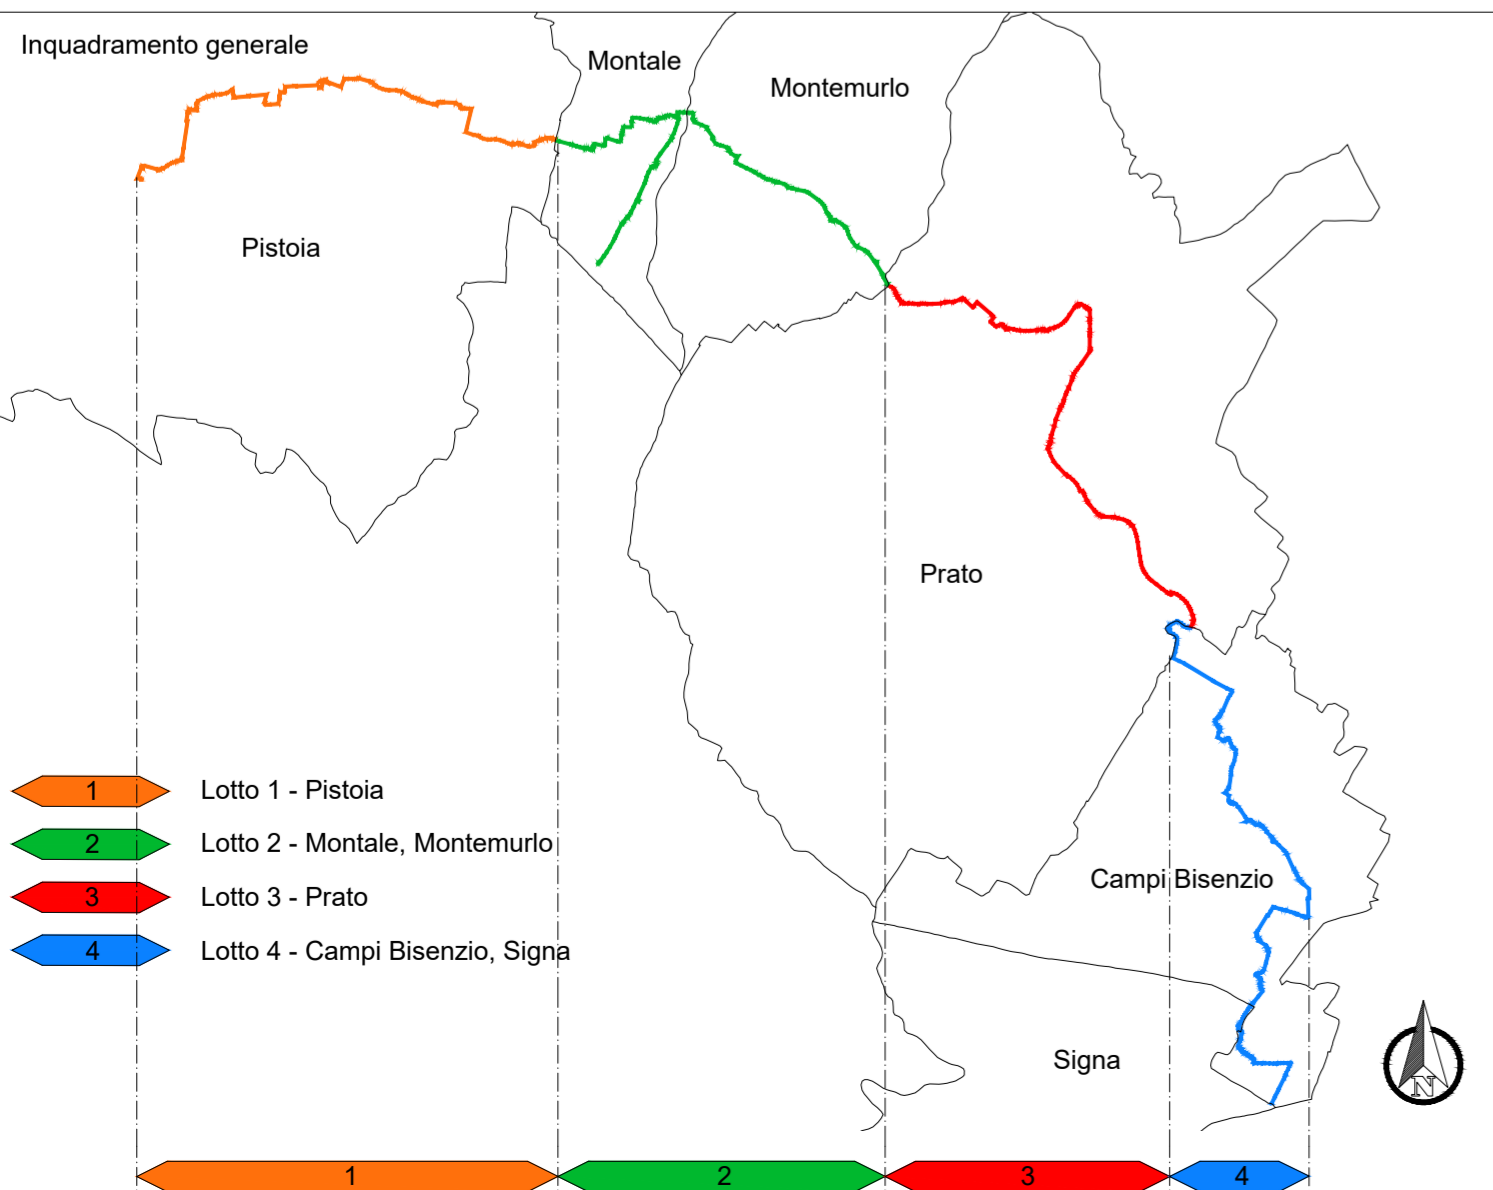 Inquadramento generale
Montale
Montemurlo
Pistoia
Prato
1 Lotto 1 - Pistoia
2 Lotto 2 - Montale, Montemurlo
3 Lotto 3 - Prato
4 Lotto 4 - Campi Bisenzio, Signa
Campi Bisenzio
Signa
N
1 2 3 4